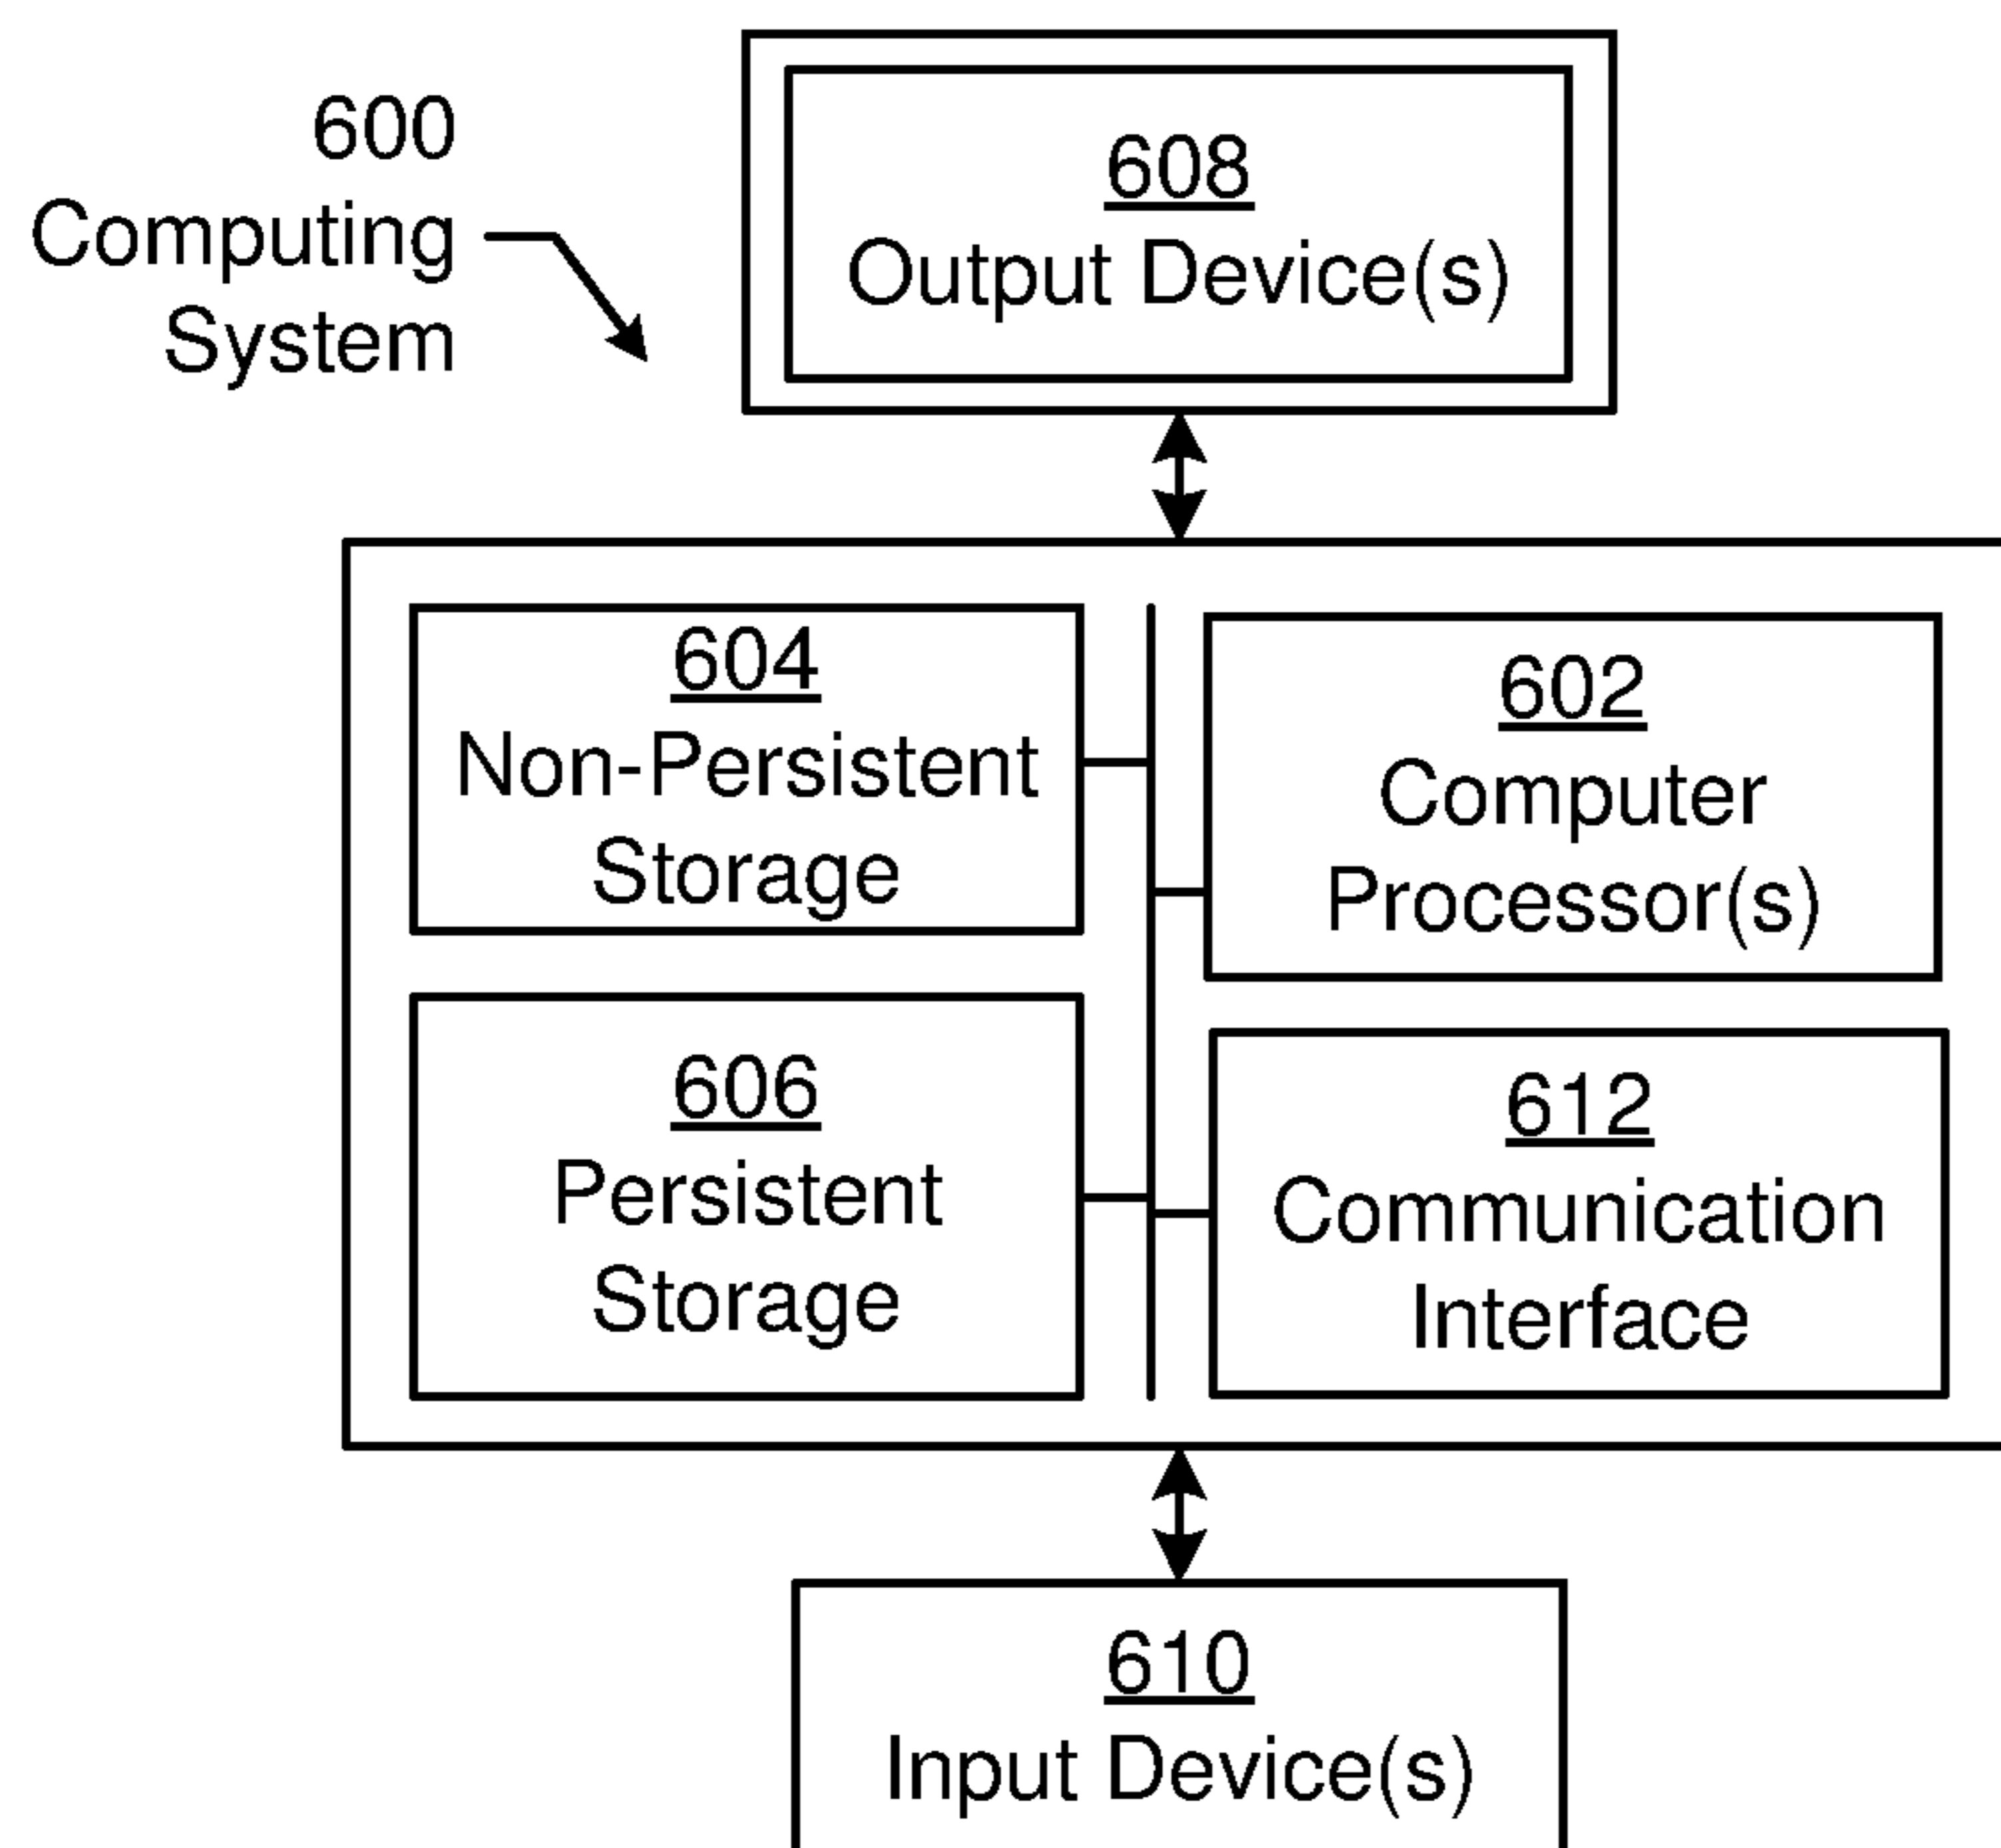 600
Computing
System
608
Output Device(s)
604
Non-Persistent
Storage
602
Computer
Processor(s)
606
Persistent
Storage
612
Communication
Interface
610
Input Device(s)